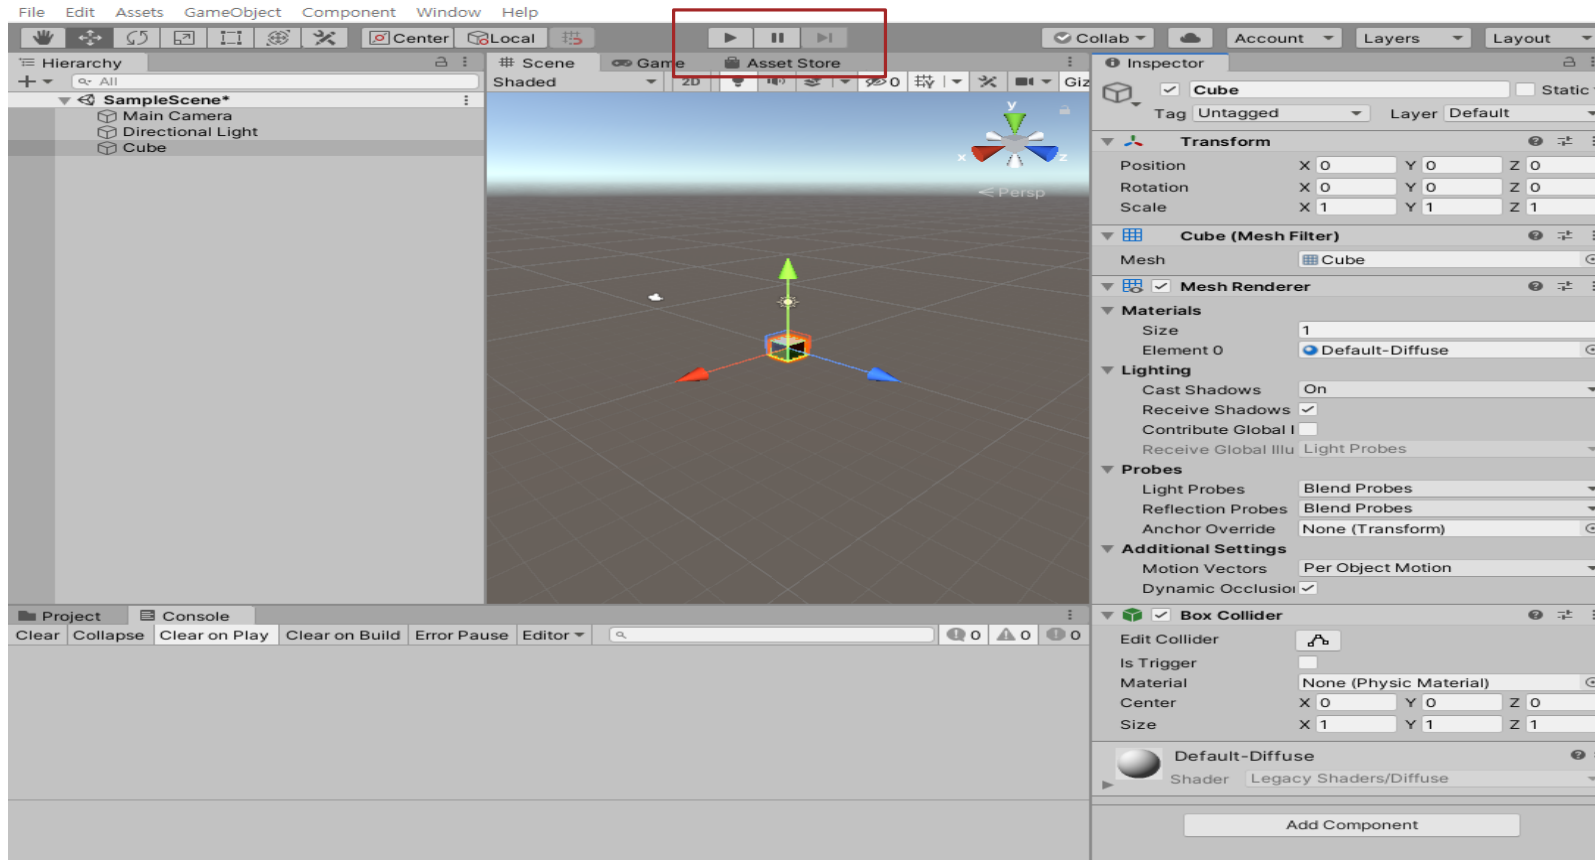 File Edit Assets GameObject Component Window Help
Center Local Collab Account Layers Layout
Hierarchy
All
SampleScene*
Main Camera
Directional Light
Cube
Scene Game Asset Store
Shaded 2D 0 Giz
y
x z
Persp
Inspector
Cube Static
Tag Untagged Layer Default
Transform
Position X 0 Y 0 Z 0
Rotation X 0 Y 0 Z 0
Scale X 1 Y 1 Z 1
Cube (Mesh Filter)
Mesh Cube
Mesh Renderer
Materials
Size 1
Element 0 Default-Diffuse
Lighting
Cast Shadows On
Receive Shadows
Contribute Global I
Receive Global Illu Light Probes
Probes
Light Probes Blend Probes
Reflection Probes Blend Probes
Anchor Override None (Transform)
Additional Settings
Motion Vectors Per Object Motion
Dynamic Occlusio
Box Collider
Edit Collider
Is Trigger
Material None (Physic Material)
Center X 0 Y 0 Z 0
Size X 1 Y 1 Z 1
Default-Diffuse
Shader Legacy Shaders/Diffuse
Add Component
Project Console
Clear Collapse Clear on Play Clear on Build Error Pause Editor 0 0 0